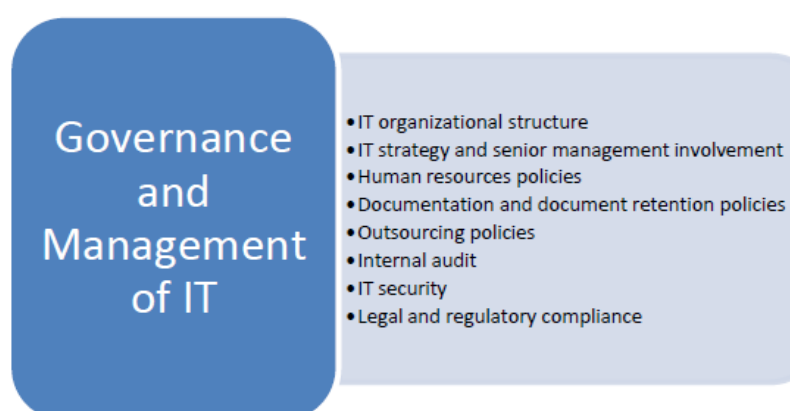 Governance
and
Management
of IT
•IT organizational structure
•IT strategy and senior management involvement
•Human resources policies
•Documentation and document retention policies
•Outsourcing policies
•Internal audit
•IT security
•Legal and regulatory compliance